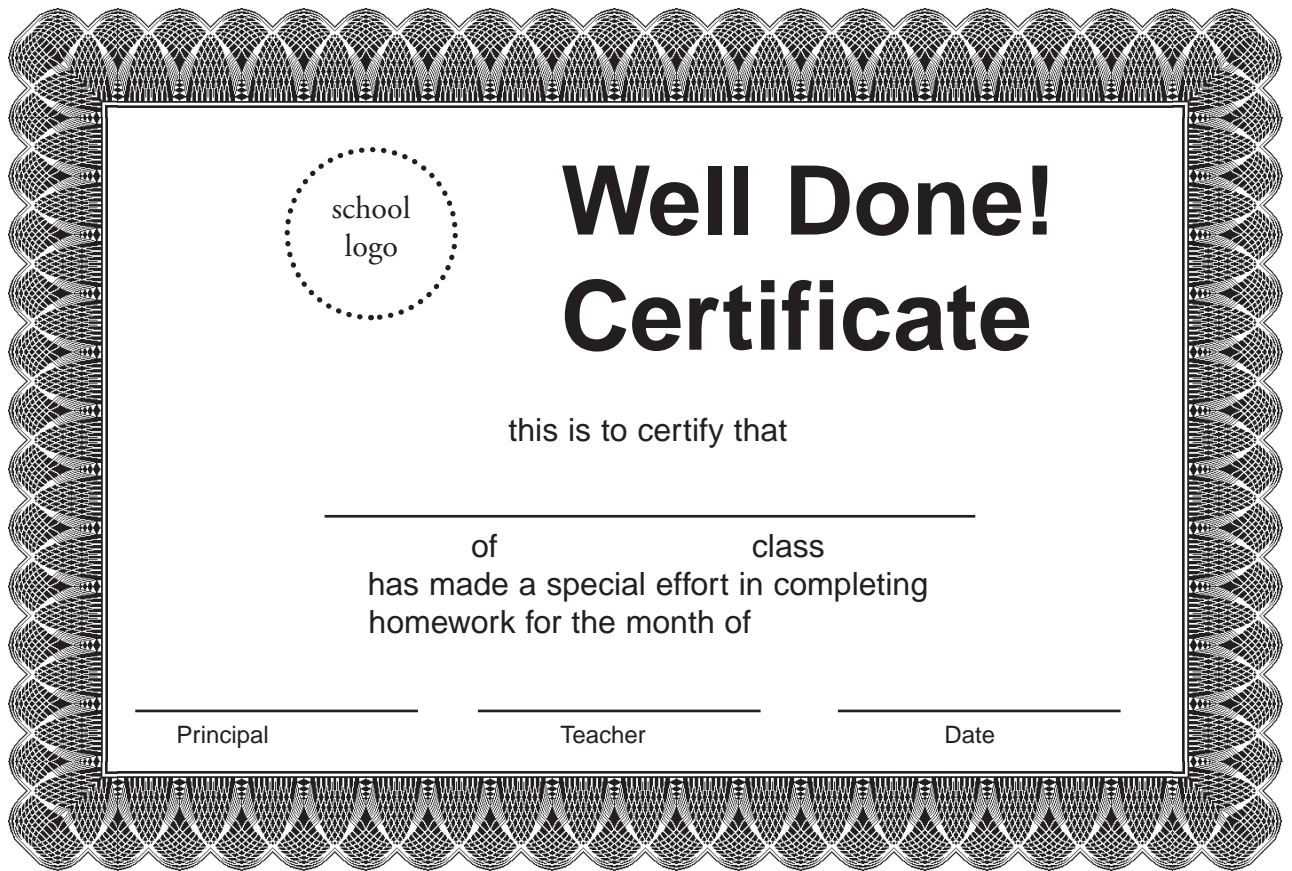 school
logo
Well Done!
Certificate
this is to certify that
of class
has made a special effort in completing
homework for the month of
Principal Teacher Date